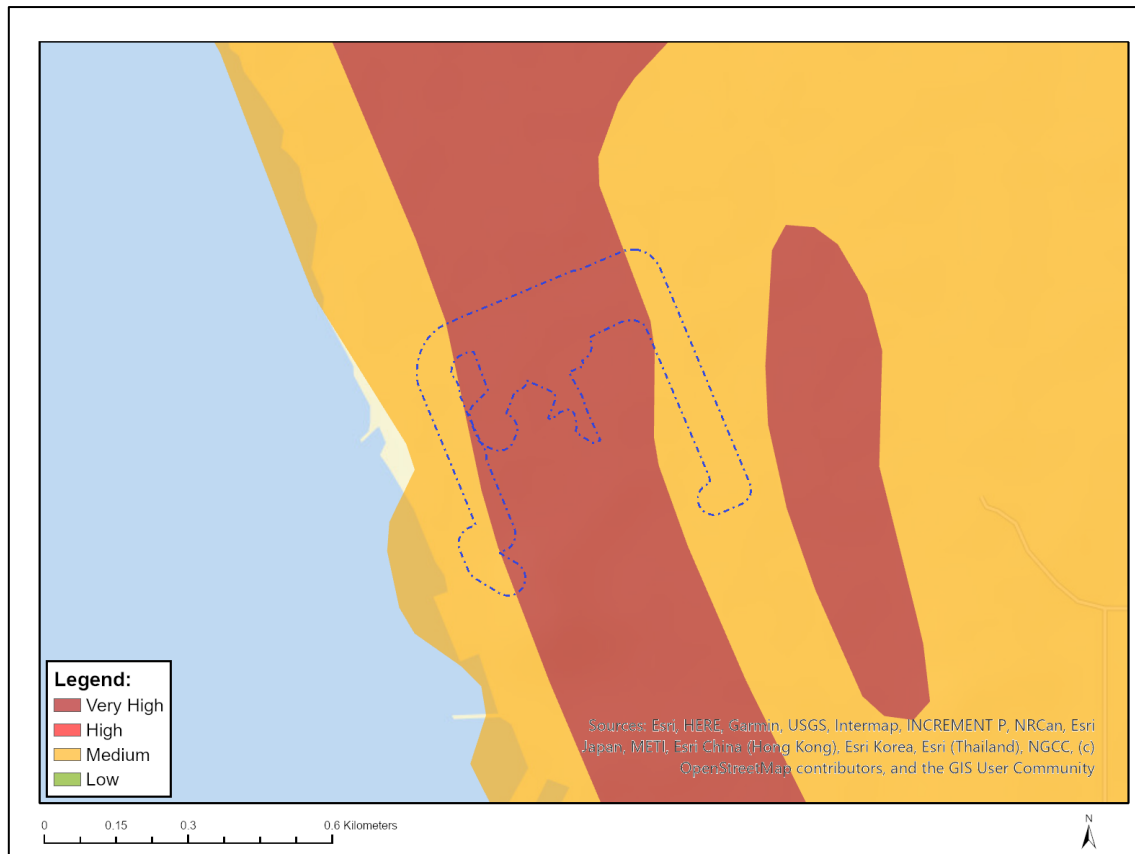 Legend:
Very High
High
Medium
Low
Sources: Esri, HERE, Garmin, USGS, Intermap, INCREMENT P, NRCan, Esri
Japan, METI, Esri China (Hong Kong), Esri Korea, Esri (Thailand), NGCC, (c)
OpenStreetMap contributors, and the GIS User Community
0 0.15 0.3 0.6 Kilometers
N